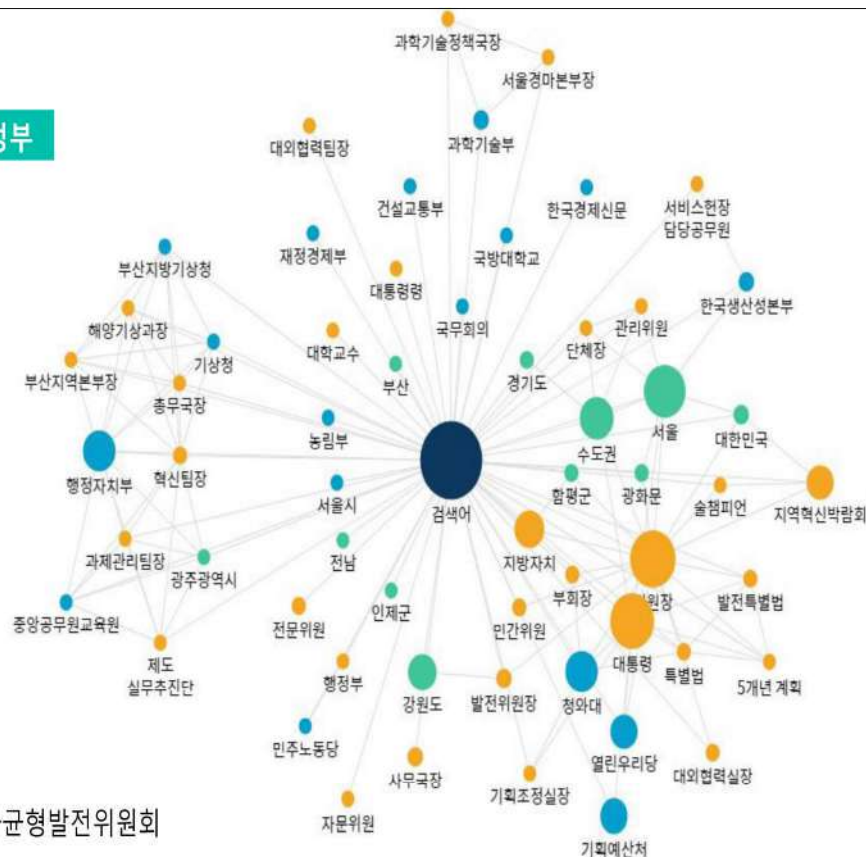 과학기술정책국장
서울경마본부장
정부
대외협력팀장
과학기술부
건설교통부
한국경제신문
서비스헌장
담당공무원
부산지방기상청
재정경제부
국방대학교
대통령령
한국생산성본부
해양기상과장
국무회의
관리위원
기상청
대학교수
단체장
부산지역본부장
총무국장
부산
경기도
농림부
수도권
서울
대한민국
행정자치부
혁신팀장
서울시
검색어
함평군
광화문
술챔피언
지역혁신박람회
과제관리팀장
광주광역시
전남
지방자치
중앙공무원교육원
인제군
전문위원
민간위원
부회장
원장
발전특별법
제도
실무추진단
행정부
강원도
발전위원장
청와대
대통령
특별법
5개년 계획
민주노동당
사무국장
열린우리당
대외협력실장
자문위원
기획조정실장
균형발전위원회
기획예산처